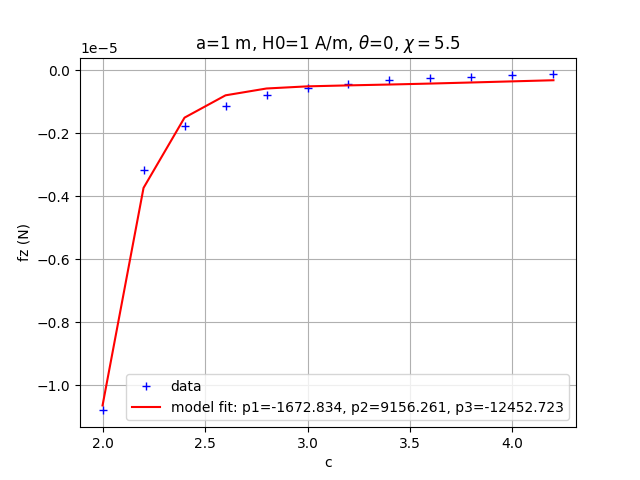 a=1 m, H0=1 A/m, θ=0, χ = 5.5
1e−5
0.0
−0.2
−0.4
−0.6
−0.8
−1.0
fz (N)
data
model fit: p1=-1672.834, p2=9156.261, p3=-12452.723
2.0 2.5 3.0 3.5 4.0
c